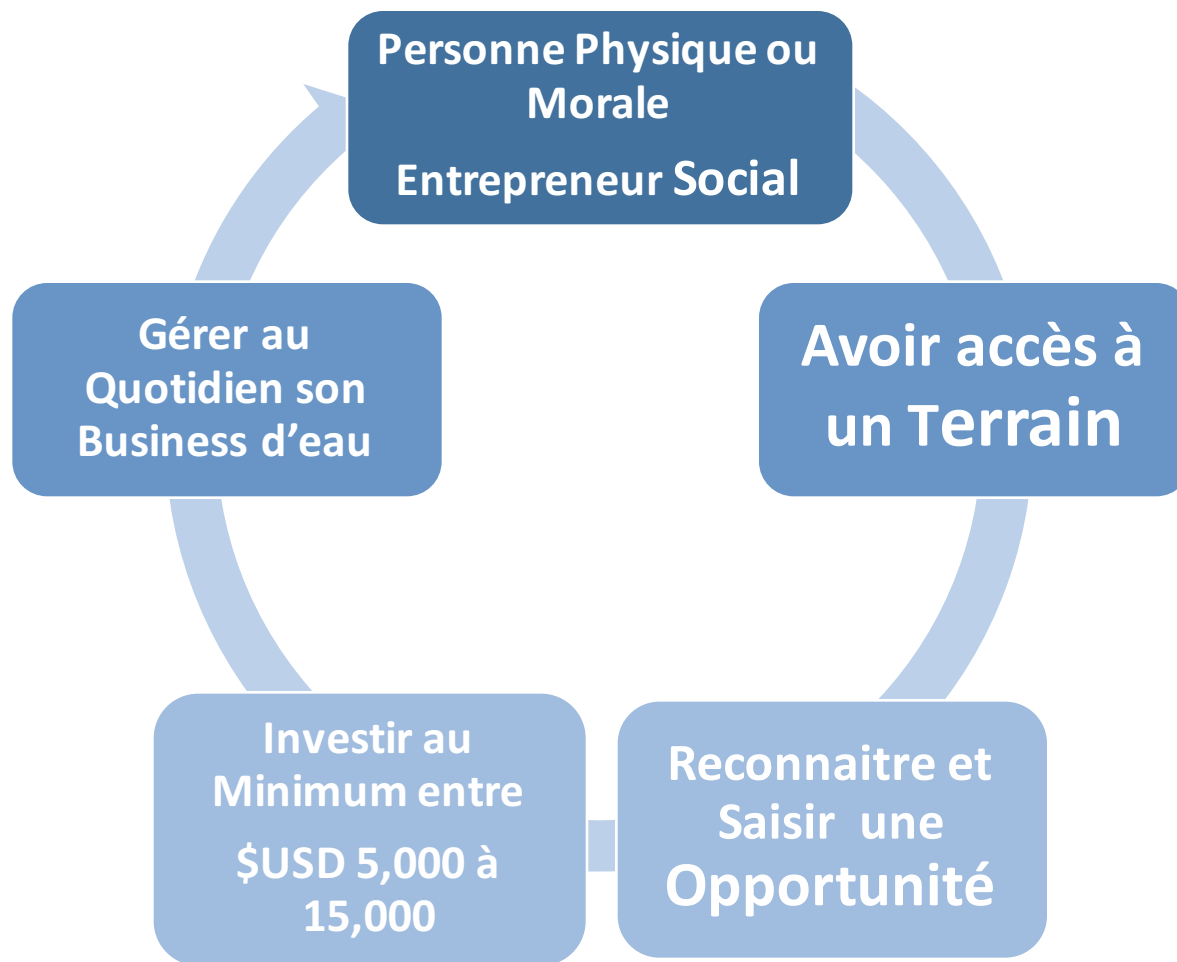 Personne Physique ou
Morale
Entrepreneur Social
Avoir accès à
un Terrain
Reconnaitre et
Saisir une
Opportunité
Investir au
Minimum entre
$USD 5,000 à
15,000
Gérer au
Quotidien son
Business d’eau